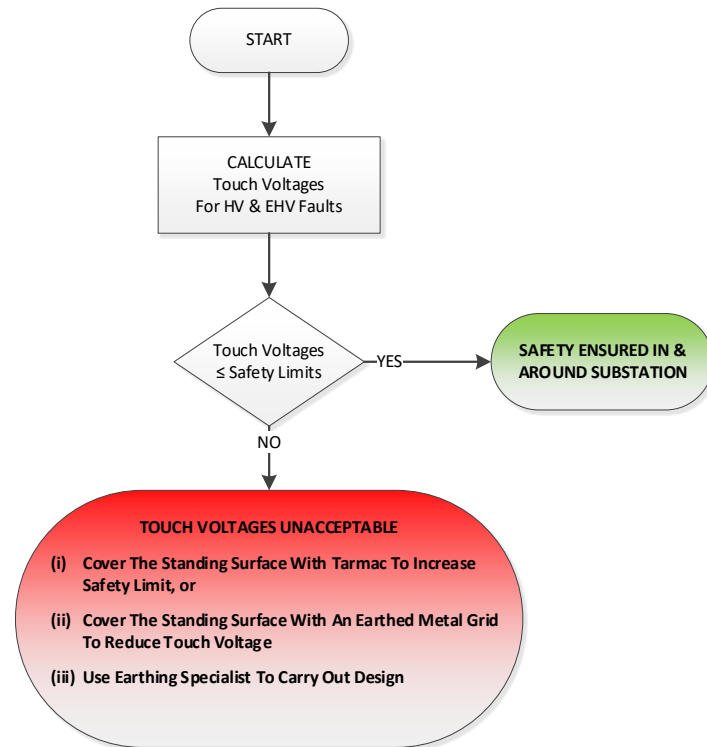 START
CALCULATE
Touch Voltages
For HV & EHV Faults
Touch Voltages
≤ Safety Limits
YES
SAFETY ENSURED IN &
AROUND SUBSTATION
NO
TOUCH VOLTAGES UNACCEPTABLE
(i) Cover The Standing Surface With Tarmac To Increase
Safety Limit, or
(ii) Cover The Standing Surface With An Earthed Metal Grid
To Reduce Touch Voltage
(iii) Use Earthing Specialist To Carry Out Design